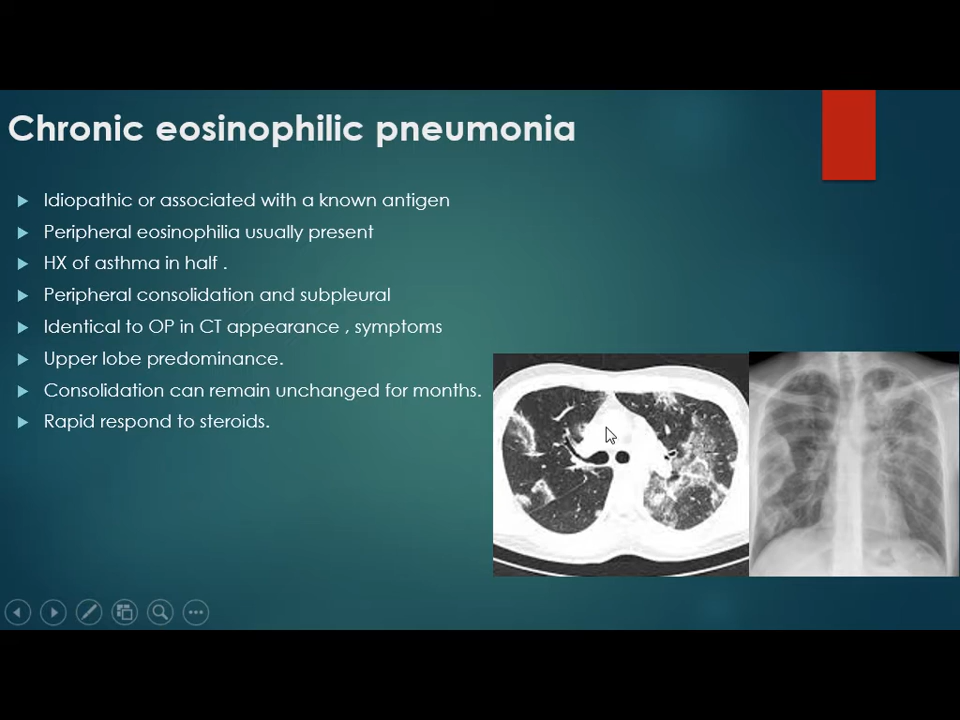 Chronic eosinophilic pneumonia
Idiopathic or associated with a known antigen
Peripheral eosinophilia usually present
HX of asthma in half .
Peripheral consolidation and subpleural
Identical to OP in CT appearance , symptoms
Upper lobe predominance.
Consolidation can remain unchanged for months.
Rapid respond to steroids.